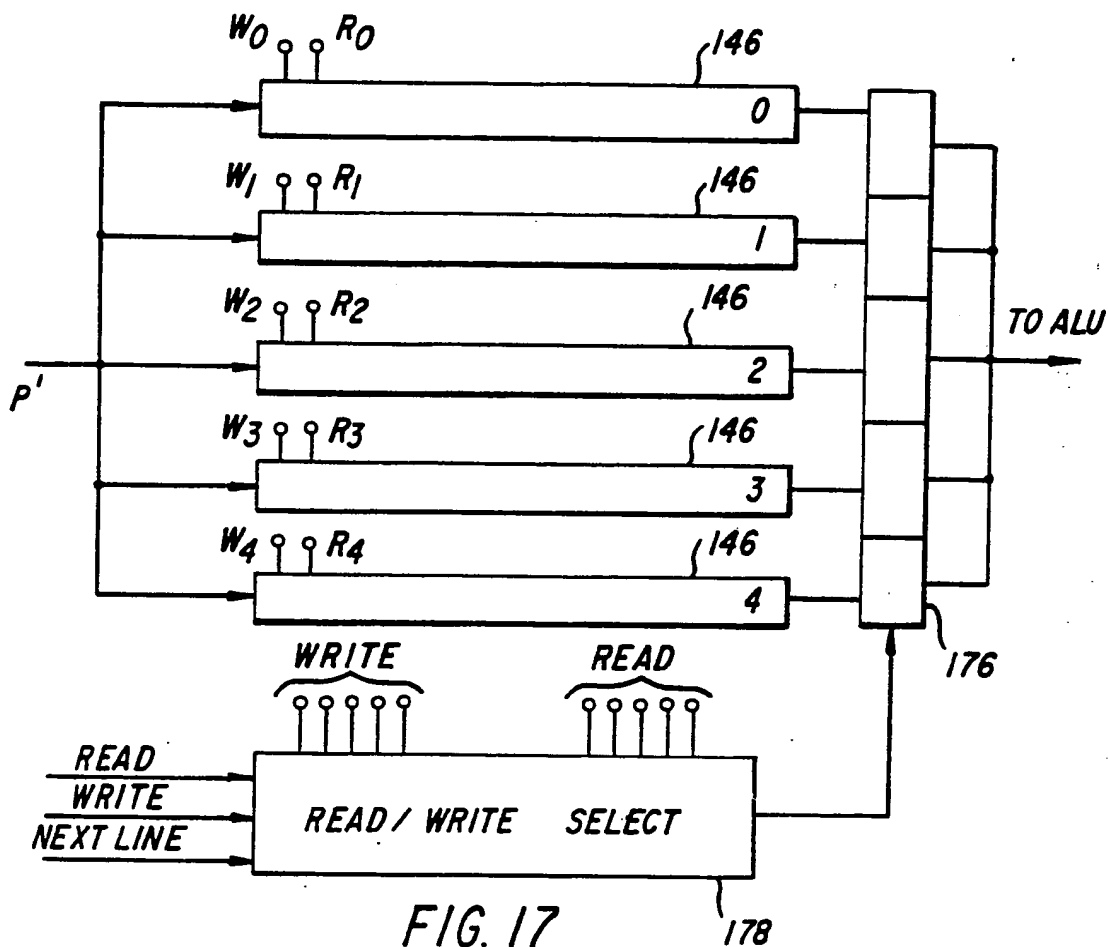 W0 R0 146
0
W1 R1 146
1
W2 R2 146
2
TO ALU
P'
W3 R3 146
3
W4 R4 146
4
176
WRITE READ
READ
WRITE
NEXT LINE
READ / WRITE SELECT
178
FIG. 17